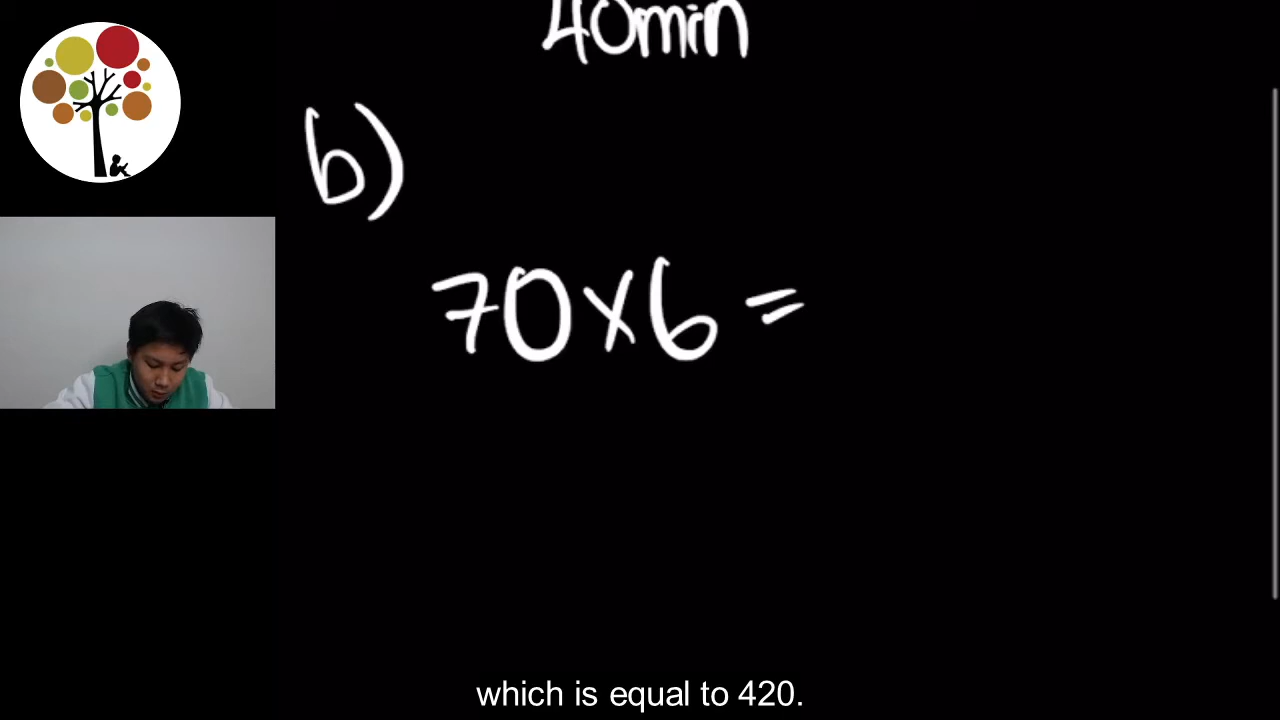 40min
b)
70x6=
which is equal to 420.